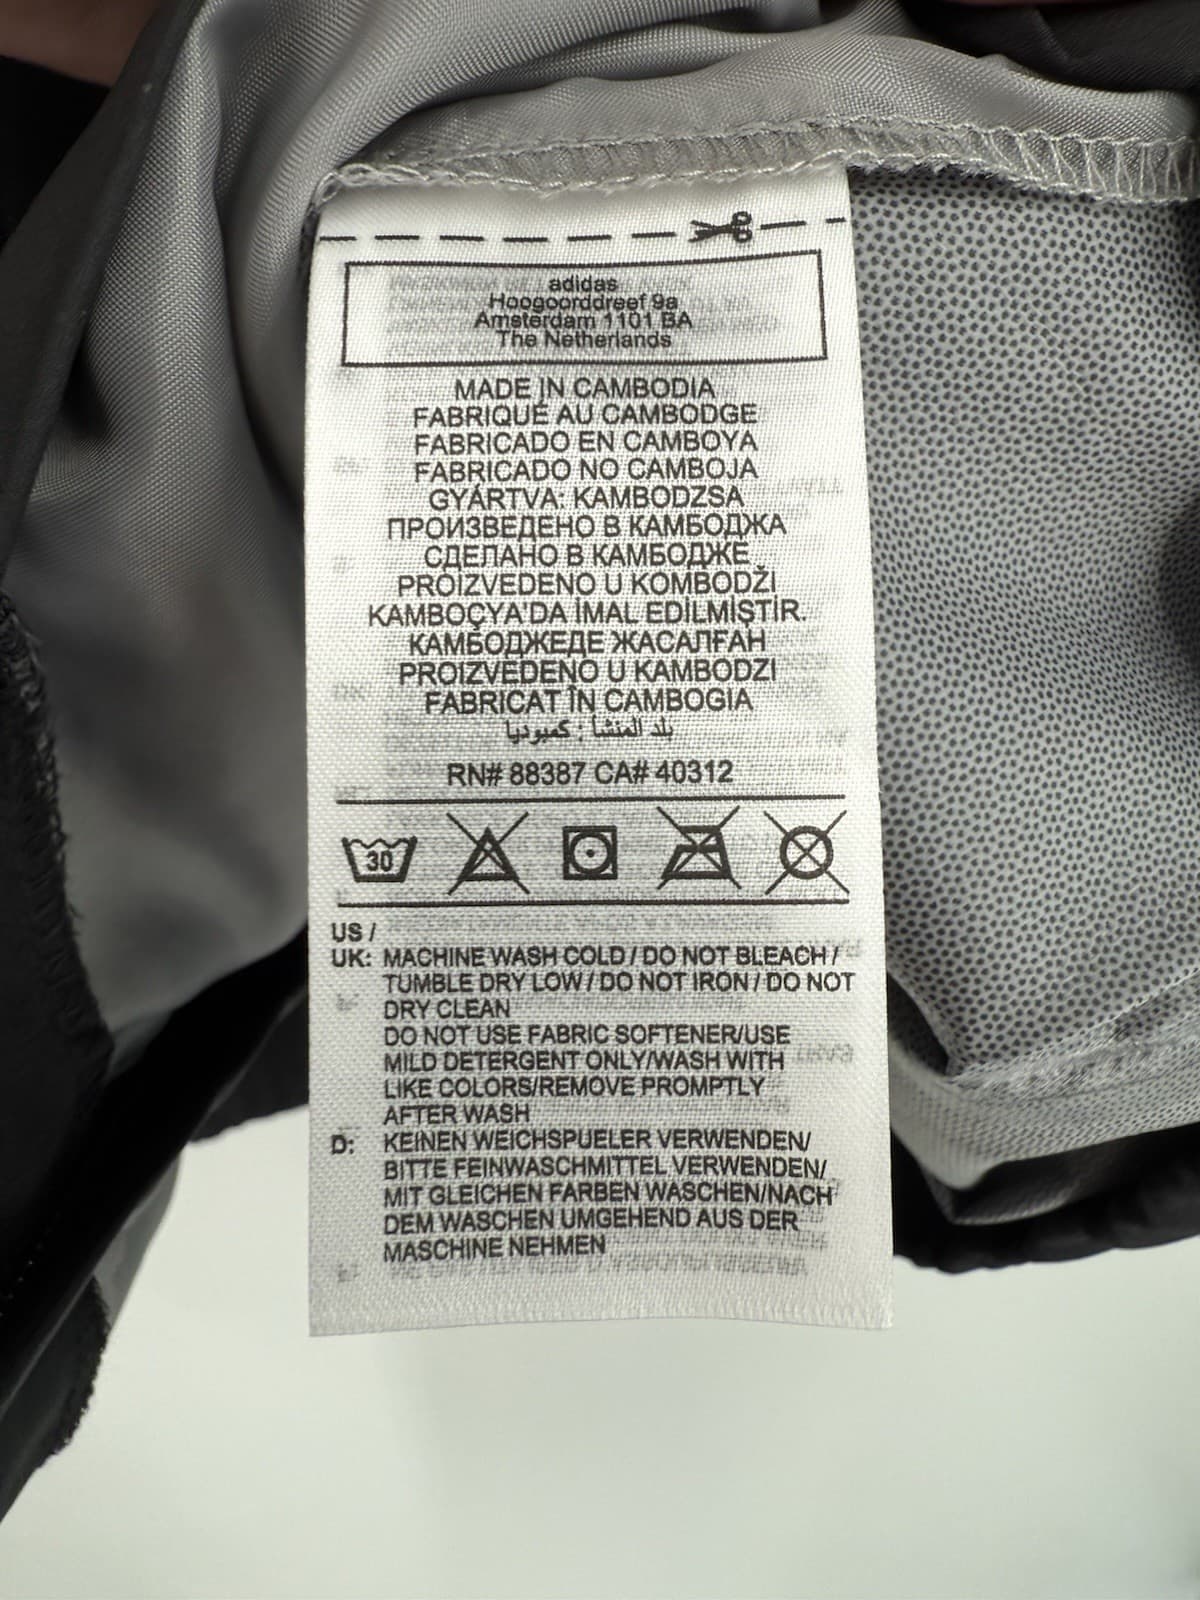 adidas
Hoogoorddreef 9a
Amsterdam 1101 BA
The Netherlands
MADE IN CAMBODIA
FABRIQUÉ AU CAMBODGE
FABRICADO EN CAMBOYA
FABRICADO NO CAMBOJA
GYÁRTVA: KAMBODZSA
ПРОИЗВЕДЕНО В КАМБОДЖА
СДЕЛАНО В КАМБОДЖЕ
PROIZVEDENO U KOMBODŽI
KAMBOÇYA'DA İMAL EDİLMİŞTİR.
КАМБОДЖЕДЕ ЖАСАЛҒАН
PROIZVEDENO U KAMBODZI
FABRICAT ÎN CAMBOGIA
بلد المنشأ : كمبوديا
RN# 88387 CA# 40312
30
US /
UK: MACHINE WASH COLD / DO NOT BLEACH /
TUMBLE DRY LOW / DO NOT IRON / DO NOT
DRY CLEAN
DO NOT USE FABRIC SOFTENER/USE
MILD DETERGENT ONLY/WASH WITH
LIKE COLORS/REMOVE PROMPTLY
AFTER WASH
D: KEINEN WEICHSPUELER VERWENDEN/
BITTE FEINWASCHMITTEL VERWENDEN/
MIT GLEICHEN FARBEN WASCHEN/NACH
DEM WASCHEN UMGEHEND AUS DER
MASCHINE NEHMEN